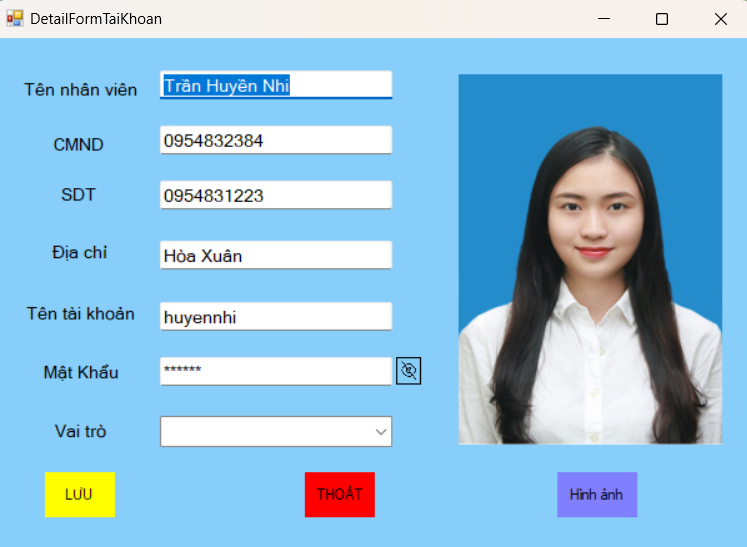 DetailFormTaiKhoan
Tên nhân viên Trần Huyền Nhi
CMND 0954832384
SDT 0954831223
Địa chỉ Hòa Xuân
Tên tài khoản huyennhi
Mật Khẩu ******
Vai trò
LƯU THOÁT Hình ảnh